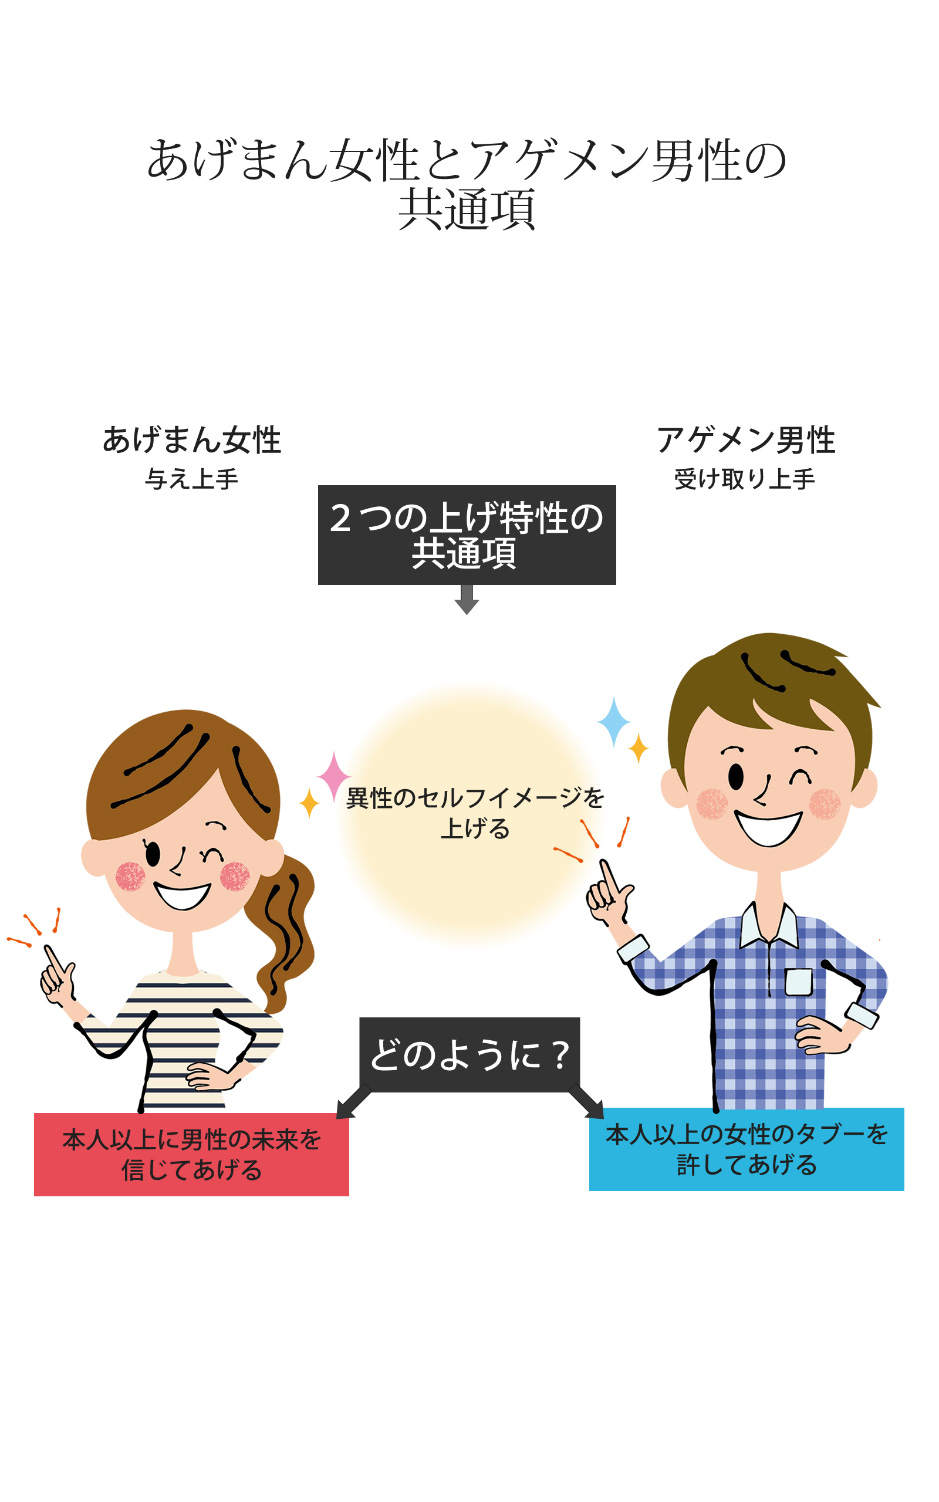 あげまん女性とアゲメン男性の
共通項
あげまん女性
与え上手
アゲメン男性
受け取り上手
２つの上げ特性の
共通項
異性のセルフイメージを
上げる
どのように？
本人以上に男性の未来を
信じてあげる
本人以上の女性のタブーを
許してあげる